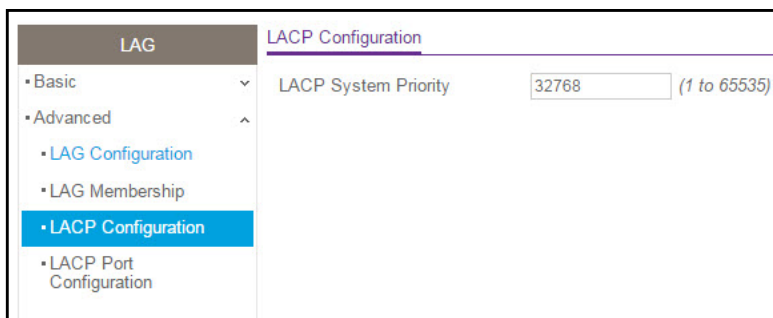 LAG
Basic
Advanced
LAG Configuration
LAG Membership
LACP Configuration
LACP Port
Configuration
LACP Configuration
LACP System Priority 32768 (1 to 65535)